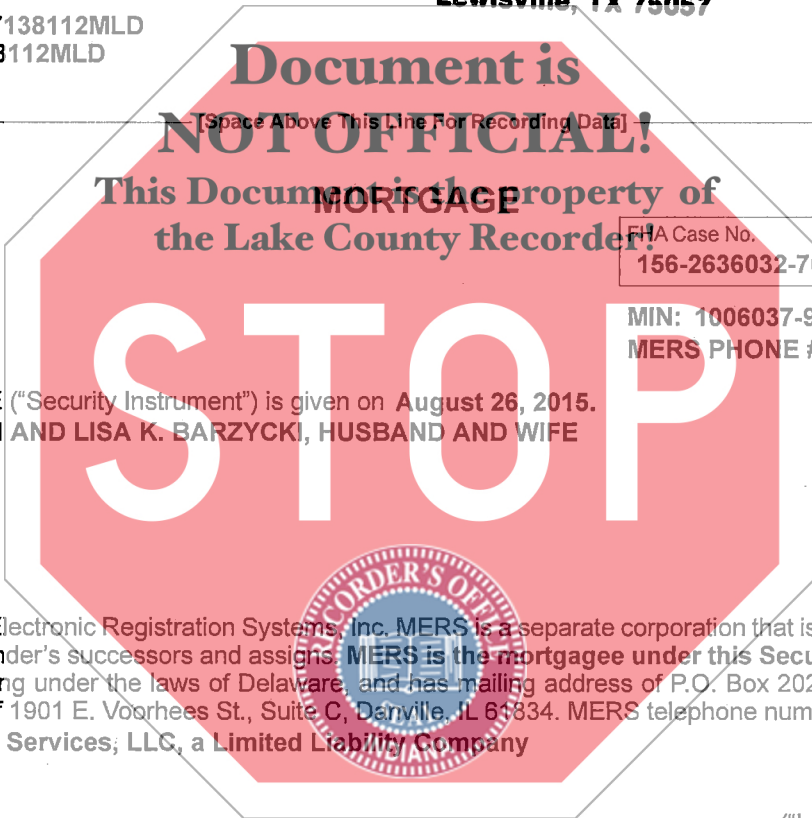 Lewisville, TX 75057
7138112MLD
8112MLD
Document is
[Space Above This Line For Recording Data]
NOT OFFICIAL!
This Document is the property of
MORTGAGE
the Lake County Recorder!
FHA Case No.
156-2636032-7
MIN: 1006037-9
MERS PHONE #
STOP
("Security Instrument") is given on August 26, 2015.
AND LISA K. BARZYCKI, HUSBAND AND WIFE
RECORDER'S OFFICE
Electronic Registration Systems, Inc. MERS is a separate corporation that is
nder's successors and assigns. MERS is the mortgagee under this Secu
ng under the laws of Delaware, and has mailing address of P.O. Box 202
1901 E. Voorhees St., Suite C, Danville, IL 61834. MERS telephone num
Services, LLC, a Limited Liability Company
INDIANA